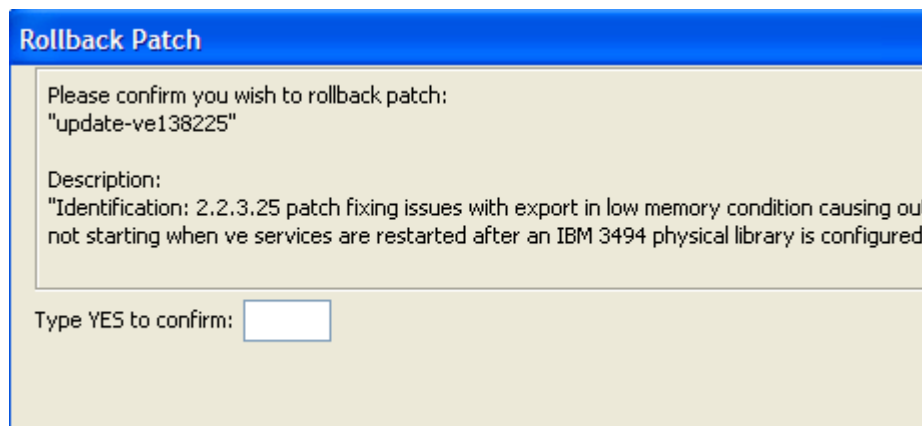 Rollback Patch
Please confirm you wish to rollback patch:
"update-ve138225"
Description:
"Identification: 2.2.3.25 patch fixing issues with export in low memory condition causing
not starting when ve services are restarted after an IBM 3494 physical library is configured
Type YES to confirm: